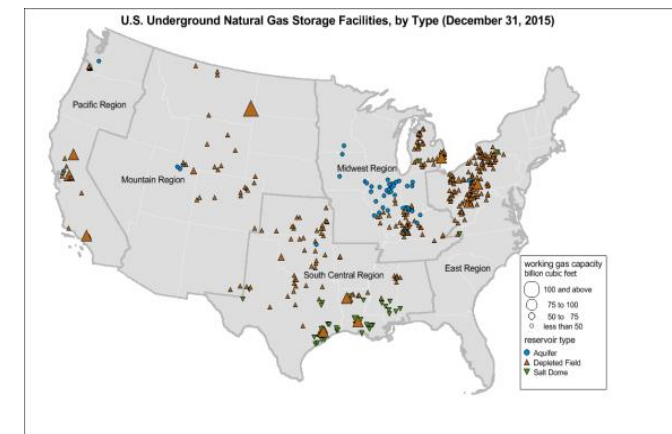 U.S. Underground Natural Gas Storage Facilities, by Type (December 31, 2015)
Pacific Region
Mountain Region
Midwest Region
South Central Region
East Region
working gas capacity
billion cubic feet
100 and above
75 to 100
50 to 75
less than 50
reservoir type
Aquifer
Depleted Field
Salt Dome